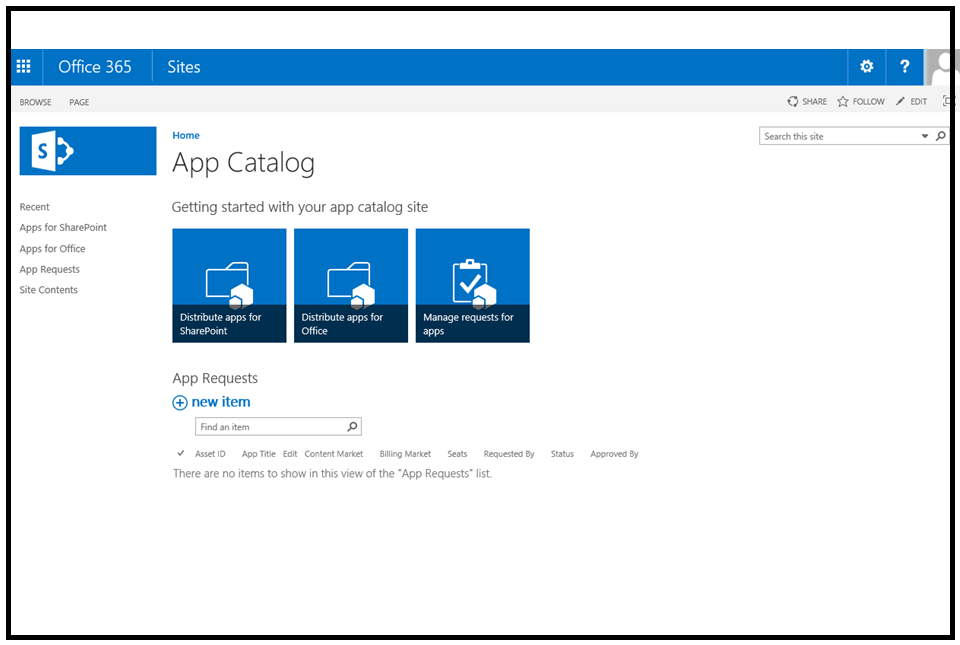 Office 365 Sites ?
BROWSE PAGE SHARE FOLLOW EDIT
S
Home
Search this site
App Catalog
Recent
Apps for SharePoint
Apps for Office
App Requests
Site Contents
Getting started with your app catalog site
Distribute apps for
SharePoint
Distribute apps for
Office
Manage requests for
apps
App Requests
new item
Find an item
Asset ID App Title Edit Content Market Billing Market Seats Requested By Status Approved By
There are no items to show in this view of the "App Requests" list.